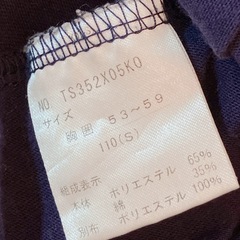 NO. TS352X05KO
サイズ
胸囲 53~59
110(S)
組成表示
本体 ポリエステル 65%
綿 35%
別布 ポリエステル 100%